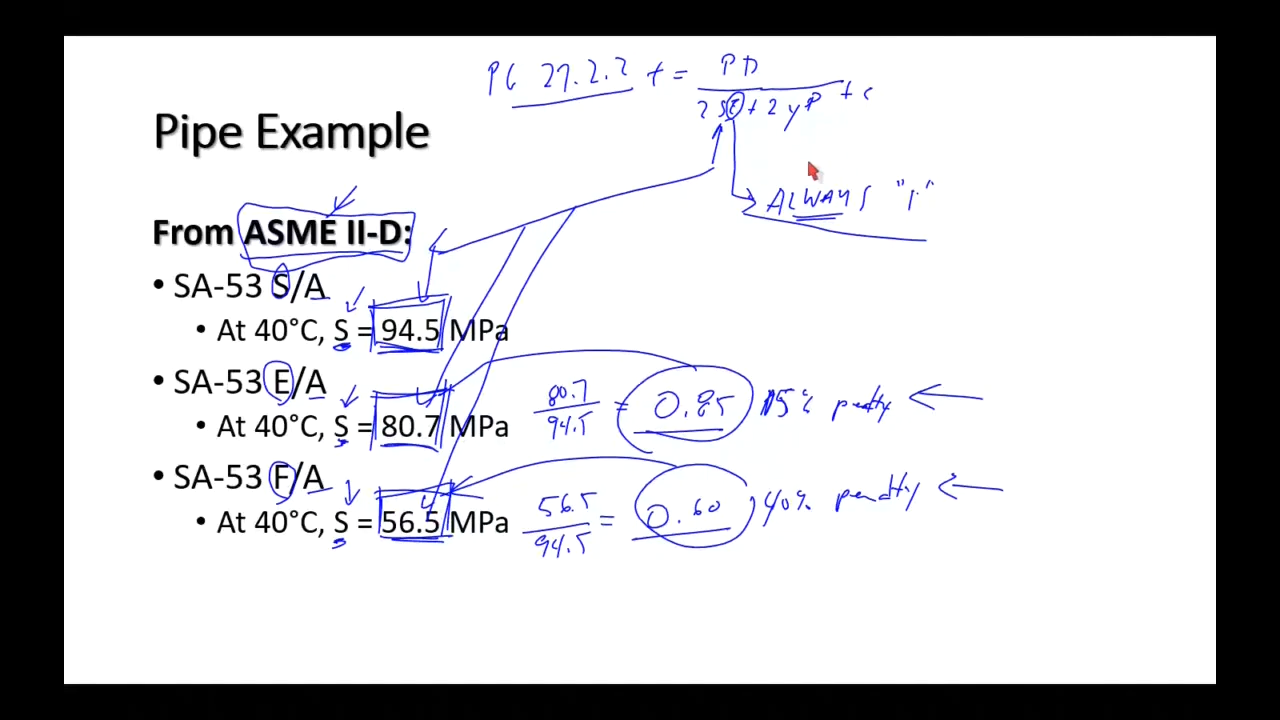 PG 27.2.2 t = PD / 2SE + 2yP + c
Pipe Example
ALWAYS "1"
From ASME II-D:
• SA-53 S/A
• At 40°C, S = 94.5 MPa
• SA-53 E/A
• At 40°C, S = 80.7 MPa
80.7 / 94.5 = 0.85 15% penalty
• SA-53 F/A
• At 40°C, S = 56.5 MPa
56.5 / 94.5 = 0.60 40% penalty